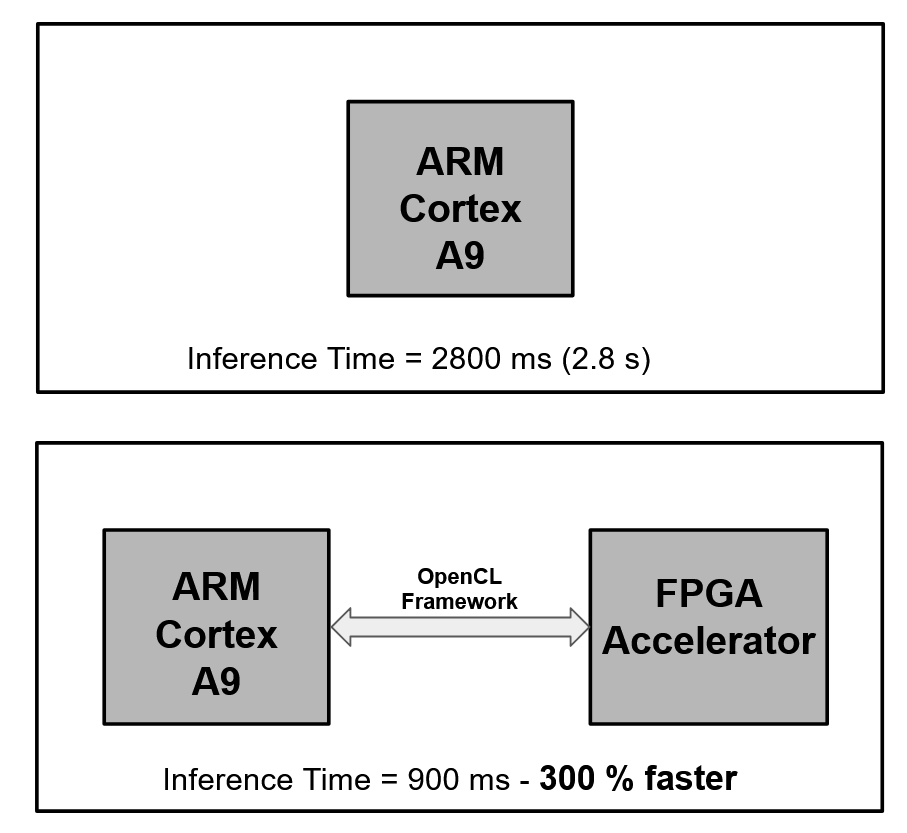 ARM
Cortex
A9
Inference Time = 2800 ms (2.8 s)
ARM
Cortex
A9
OpenCL
Framework
FPGA
Accelerator
Inference Time = 900 ms - 300 % faster